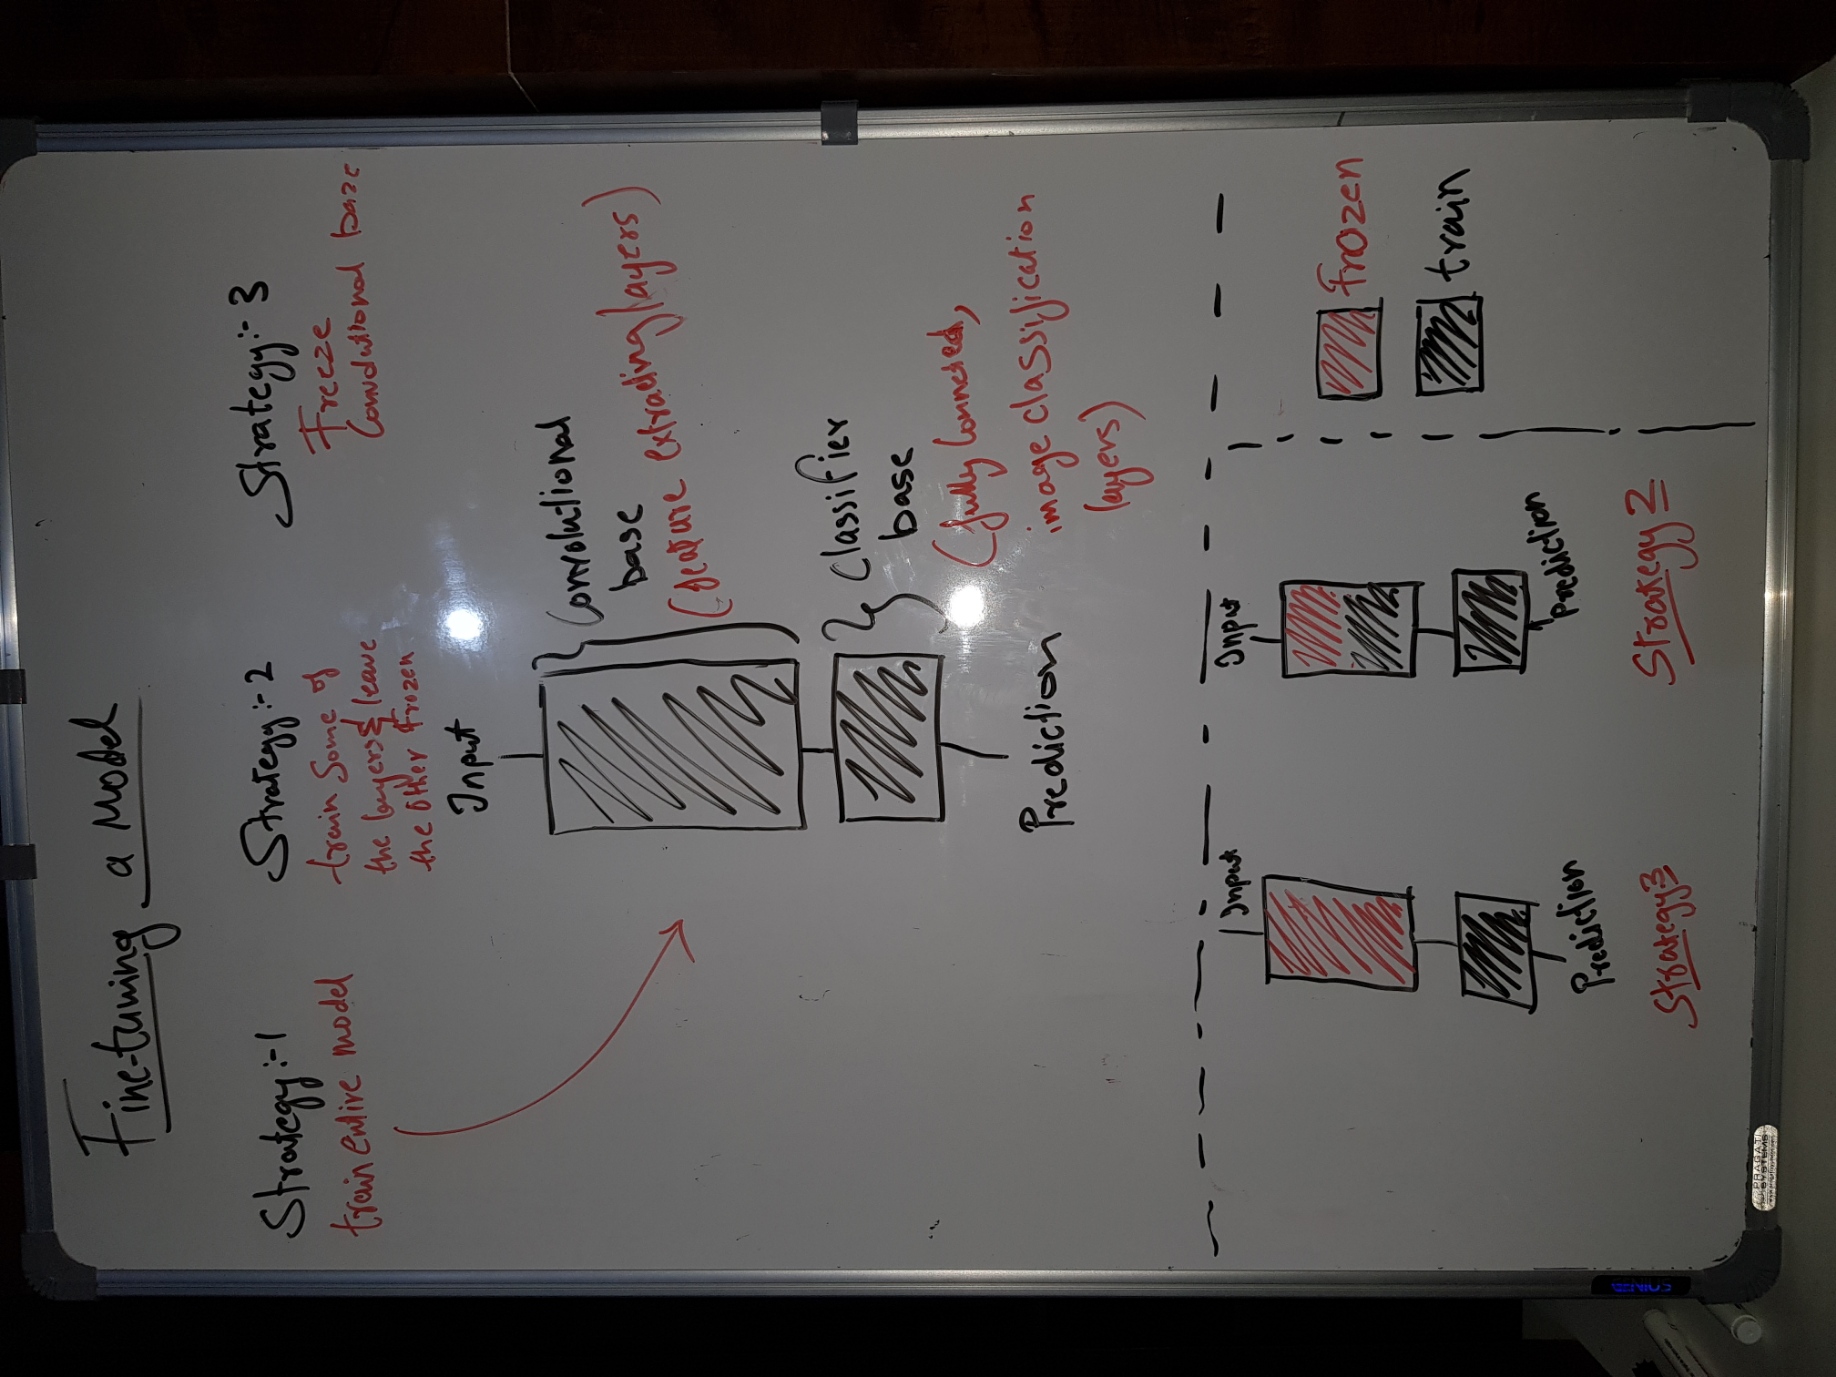 Fine-tuning a Model
Strategy:-1
train entire model
Strategy:-2
train Some of
the layers & leave
the Other Frozen
Strategy:- 3
Freeze
Convolutional base
Input
Convolutional
base
(feature extracting layers)
Classifier
base
(fully Connected,
image classification
layers)
Prediction
Input
Prediction
Strategy 3
Input
Prediction
Strategy 2
Frozen
train
PRAGATI
SYSTEMS